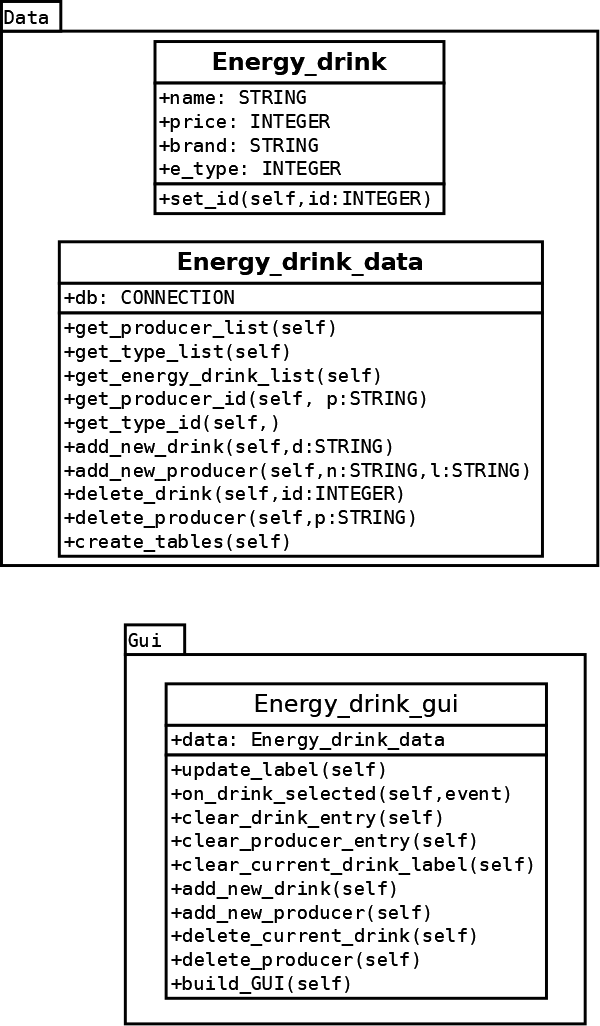 Data
Energy_drink
+name: STRING
+price: INTEGER
+brand: STRING
+e_type: INTEGER
+set_id(self,id:INTEGER)
Energy_drink_data
+db: CONNECTION
+get_producer_list(self)
+get_type_list(self)
+get_energy_drink_list(self)
+get_producer_id(self, p:STRING)
+get_type_id(self,)
+add_new_drink(self,d:STRING)
+add_new_producer(self,n:STRING,l:STRING)
+delete_drink(self,id:INTEGER)
+delete_producer(self,p:STRING)
+create_tables(self)
Gui
Energy_drink_gui
+data: Energy_drink_data
+update_label(self)
+on_drink_selected(self,event)
+clear_drink_entry(self)
+clear_producer_entry(self)
+clear_current_drink_label(self)
+add_new_drink(self)
+add_new_producer(self)
+delete_current_drink(self)
+delete_producer(self)
+build_GUI(self)